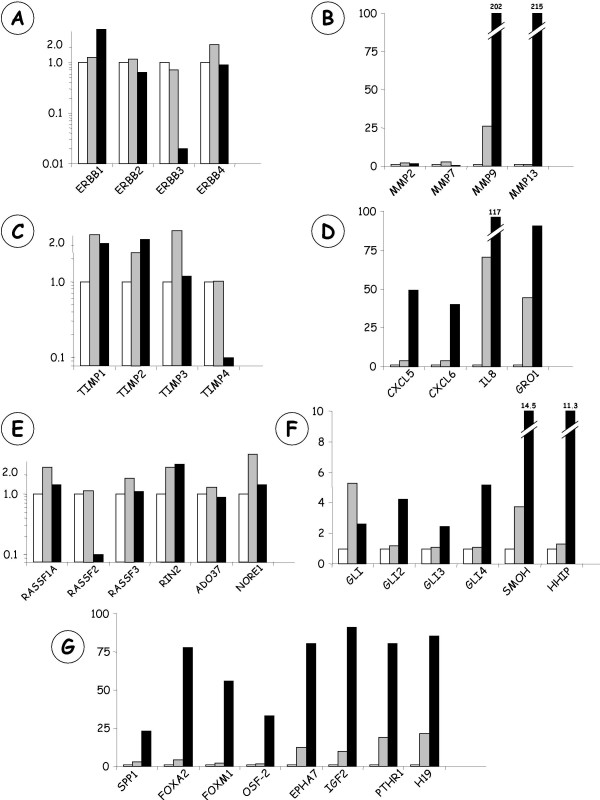 A
2.0
1.0
0.1
0.01
ERBB1 ERBB2 ERBB3 ERBB4
B
202 215
100
75
50
25
0
MMP2 MMP7 MMP9 MMP13
C
2.0
1.0
0.1
TIMP1 TIMP2 TIMP3 TIMP4
D
117
100
75
50
25
0
CXCL5 CXCL6 IL8 GRO1
E
2.0
1.0
0.1
RASSF1A RASSF2 RASSF3 RIN2 ADO37 NORE1
F
14.5 11.3
10
8
6
4
2
0
GLI GLI2 GLI3 GLI4 SMOH HHIP
G
100
75
50
25
0
SPP1 FOXA2 FOXM1 OSF-2 EPHA7 IGF2 PTHR1 H19